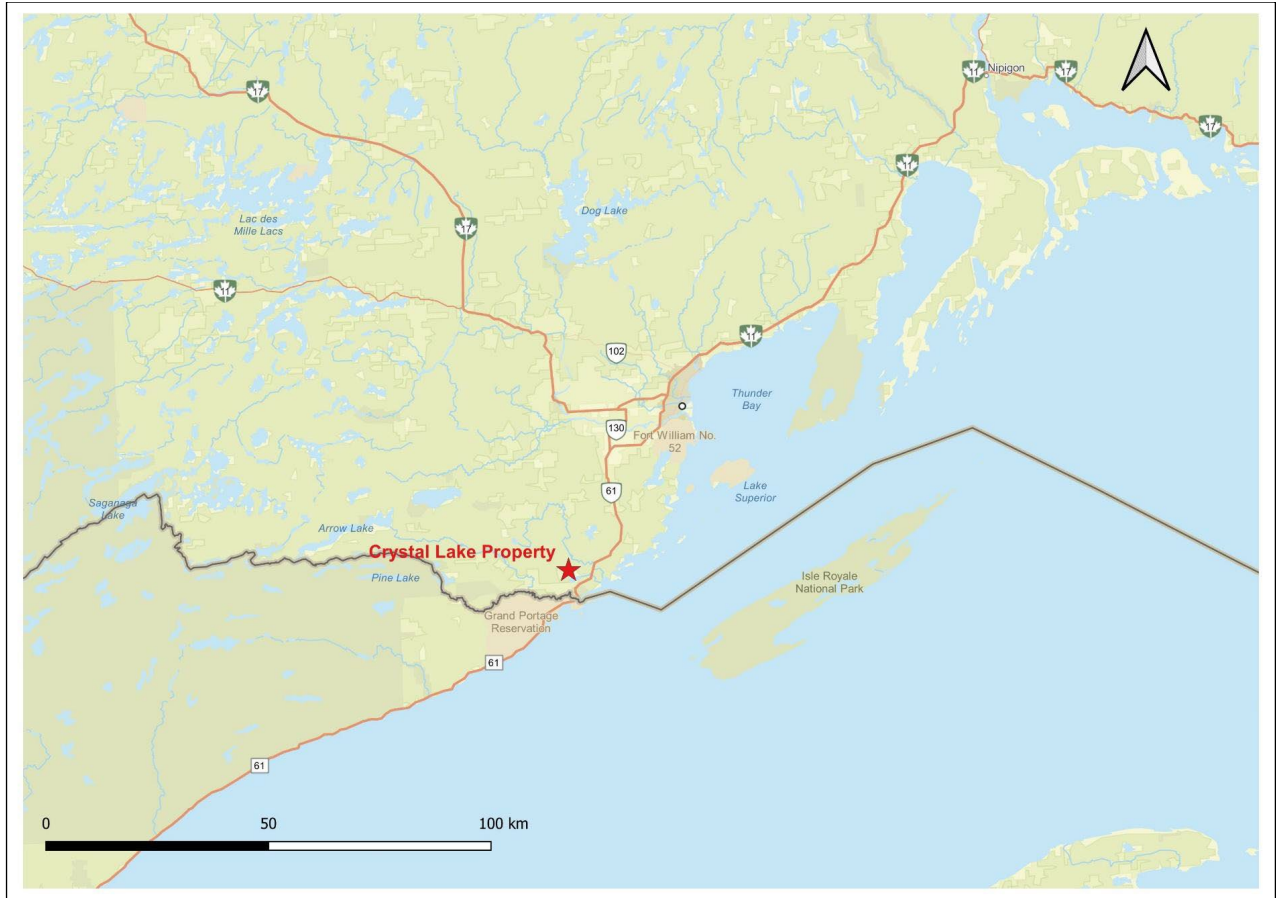 11
Nipigon
17
17
17
11
Dog Lake
Lac des
Mille Lacs
17
11
11
102
Thunder
Bay
130
Fort William No.
52
61
Lake
Superior
Saganaga
Lake
Arrow Lake
Crystal Lake Property
Pine Lake
Isle Royale
National Park
Grand Portage
Reservation
61
61
0
50
100 km